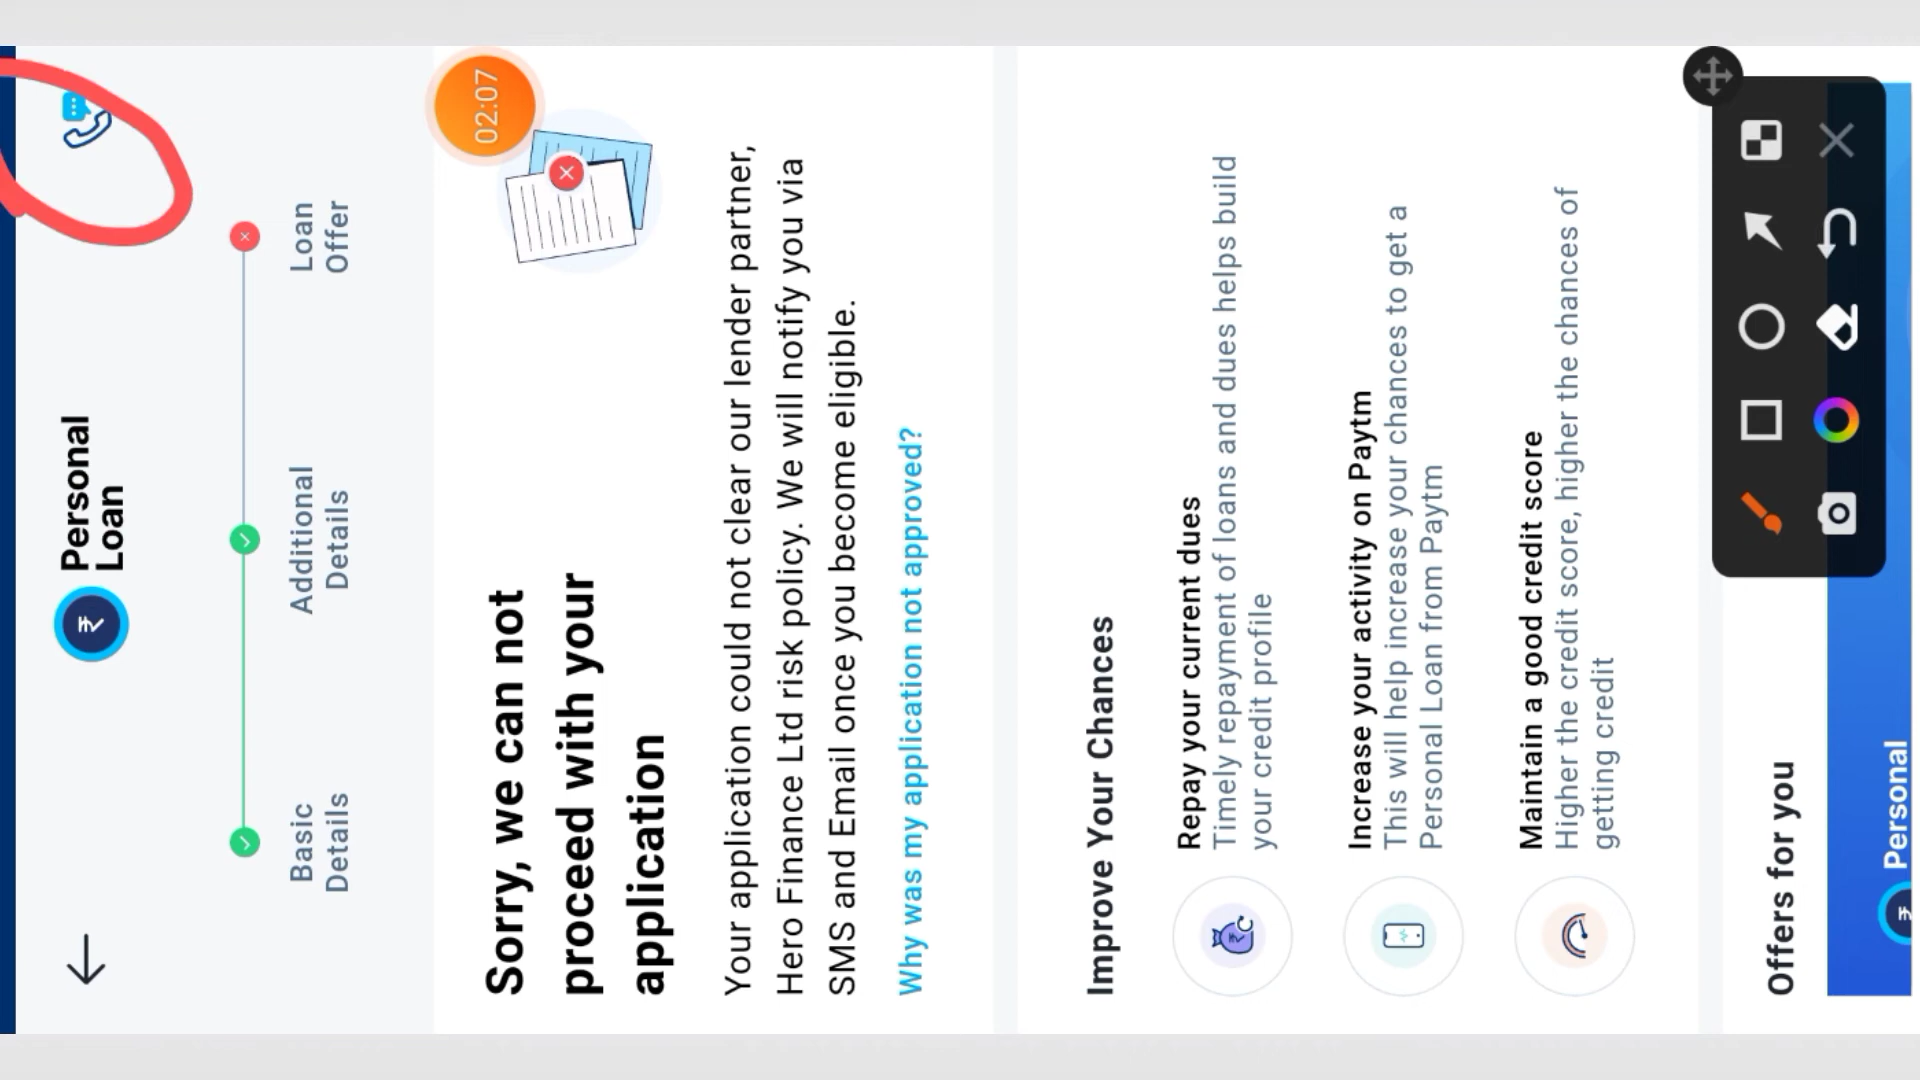 Personal
Loan
Basic
Details
Additional
Details
Loan
Offer
02:07
Sorry, we can not
proceed with your
application
Your application could not clear our lender partner,
Hero Finance Ltd risk policy. We will notify you via
SMS and Email once you become eligible.
Why was my application not approved?
Improve Your Chances
Repay your current dues
Timely repayment of loans and dues helps build
your credit profile
Increase your activity on Paytm
This will help increase your chances to get a
Personal Loan from Paytm
Maintain a good credit score
Higher the credit score, higher the chances of
getting credit
Offers for you
Personal